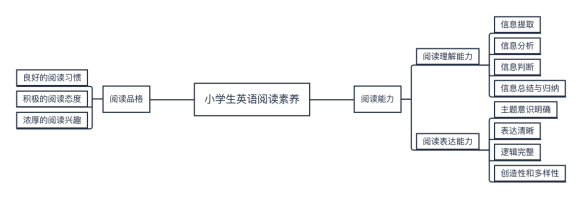 小学生英语阅读素养
阅读品格
良好的阅读习惯
积极的阅读态度
浓厚的阅读兴趣
阅读能力
阅读理解能力
信息提取
信息分析
信息判断
信息总结与归纳
阅读表达能力
主题意识明确
表达清晰
逻辑完整
创造性和多样性